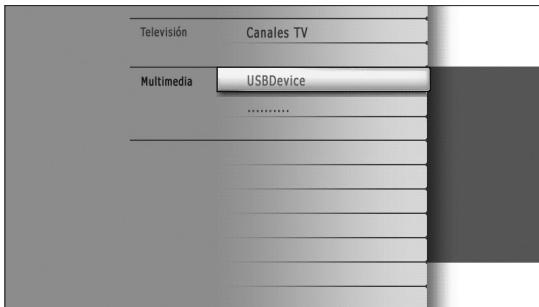 Televisión Canales TV
Multimedia USBDevice
..........